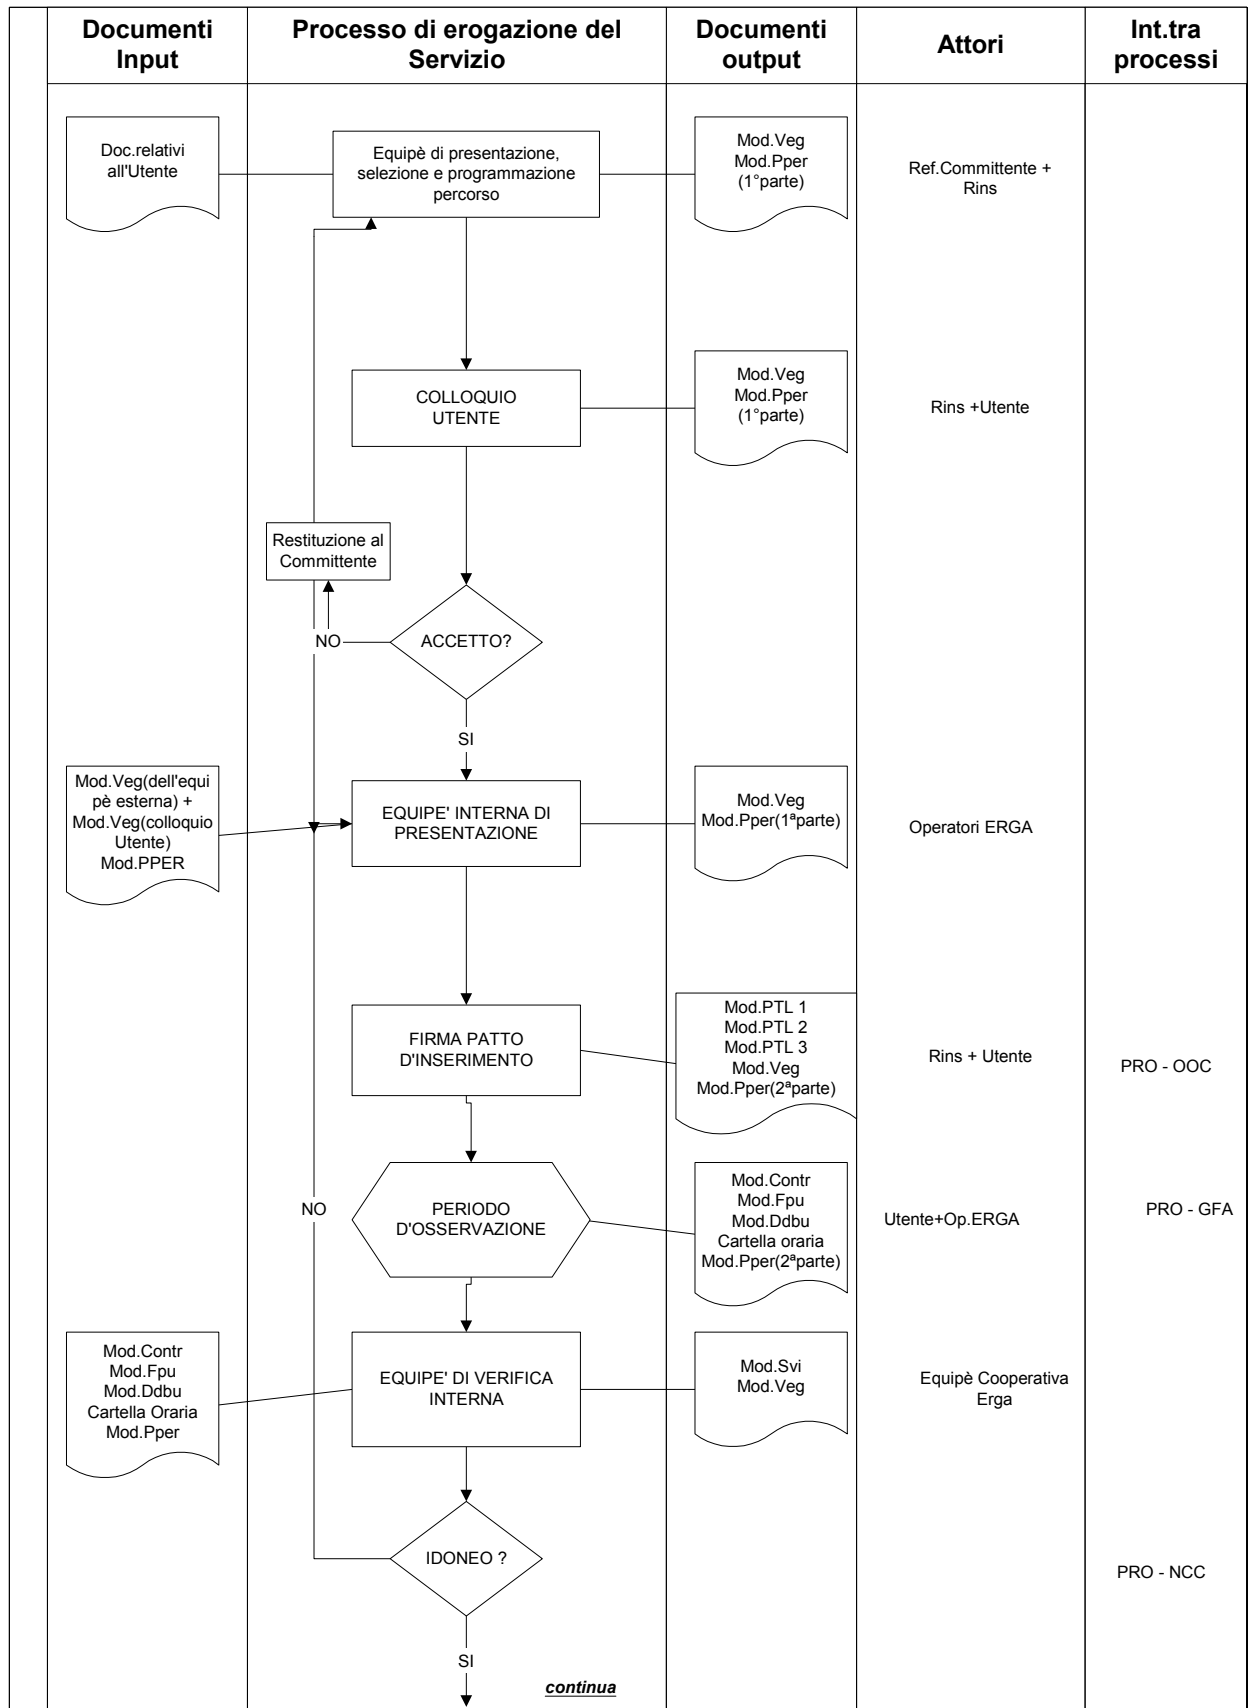 Documenti
Input
Processo di erogazione del
Servizio
Documenti
output
Attori
Int.tra
processi
Doc.relativi
all'Utente
Equipè di presentazione,
selezione e programmazione
percorso
Mod.Veg
Mod.Pper
(1°parte)
Ref.Committente +
Rins
COLLOQUIO
UTENTE
Mod.Veg
Mod.Pper
(1°parte)
Rins +Utente
Restituzione al
Committente
NO
ACCETTO?
SI
Mod.Veg(dell'equi
pè esterna) +
Mod.Veg(colloquio
Utente)
Mod.PPER
EQUIPE' INTERNA DI
PRESENTAZIONE
Mod.Veg
Mod.Pper(1ªparte)
Operatori ERGA
FIRMA PATTO
D'INSERIMENTO
Mod.PTL 1
Mod.PTL 2
Mod.PTL 3
Mod.Veg
Mod.Pper(2ªparte)
Rins + Utente
PRO - OOC
NO
PERIODO
D'OSSERVAZIONE
Mod.Contr
Mod.Fpu
Mod.Ddbu
Cartella oraria
Mod.Pper(2ªparte)
Utente+Op.ERGA
PRO - GFA
Mod.Contr
Mod.Fpu
Mod.Ddbu
Cartella Oraria
Mod.Pper
EQUIPE' DI VERIFICA
INTERNA
Mod.Svi
Mod.Veg
Equipè Cooperativa
Erga
IDONEO ?
PRO - NCC
SI
continua